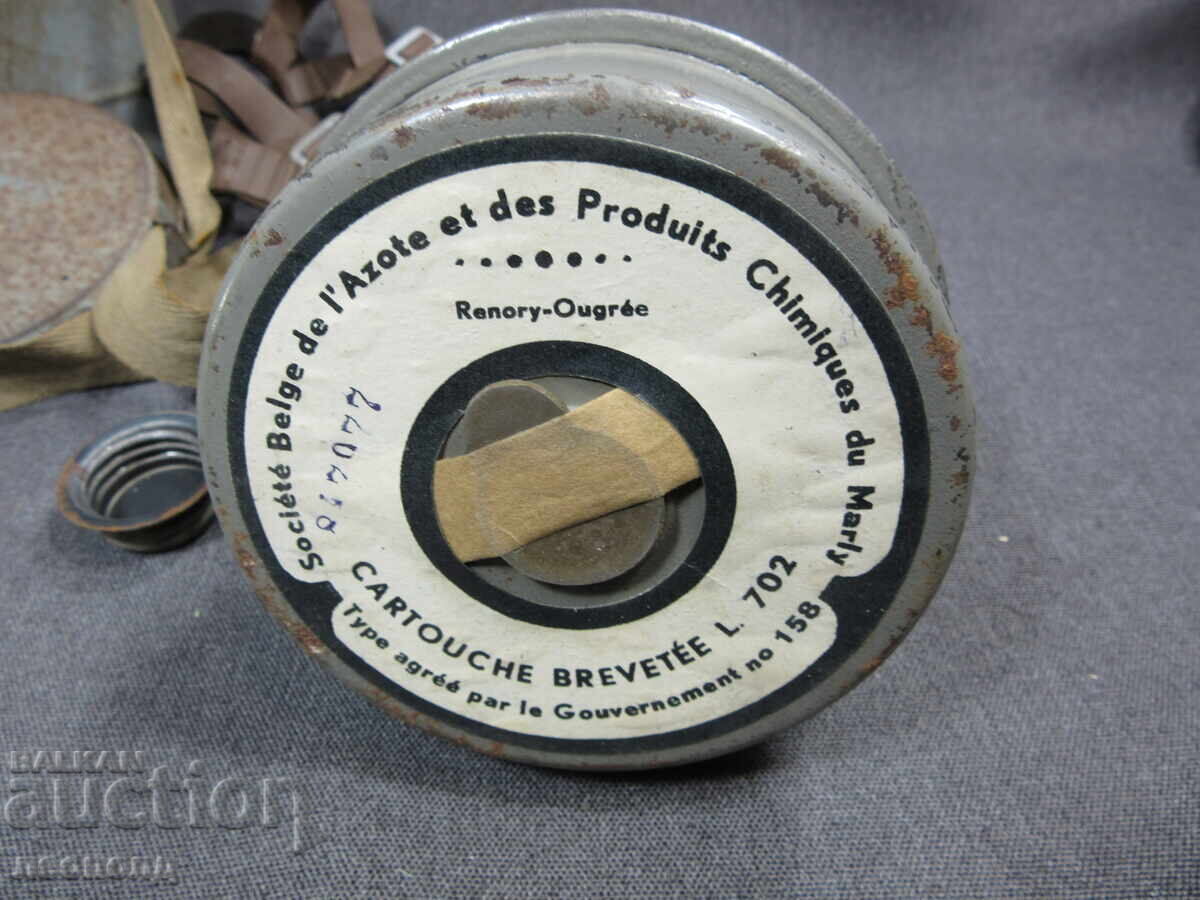 Société Belge de l'Azote et des Produits Chimiques du Marly
Renory-Ougrée
CARTOUCHE BREVETÉE L. 702
Type agréé par le Gouvernement no 158
BALKAN
auction